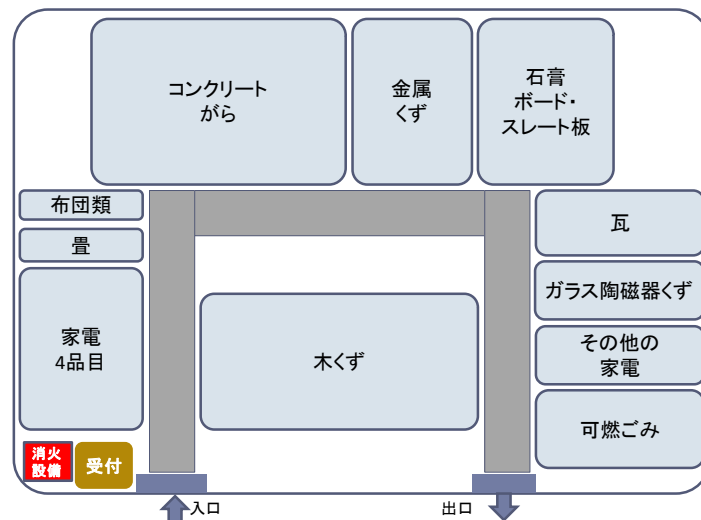 コンクリート
がら
金属
くず
石膏
ボード・
スレート板
布団類
畳
家電
4品目
木くず
瓦
ガラス陶磁器くず
その他の
家電
可燃ごみ
消火
設備
受付
入口
出口